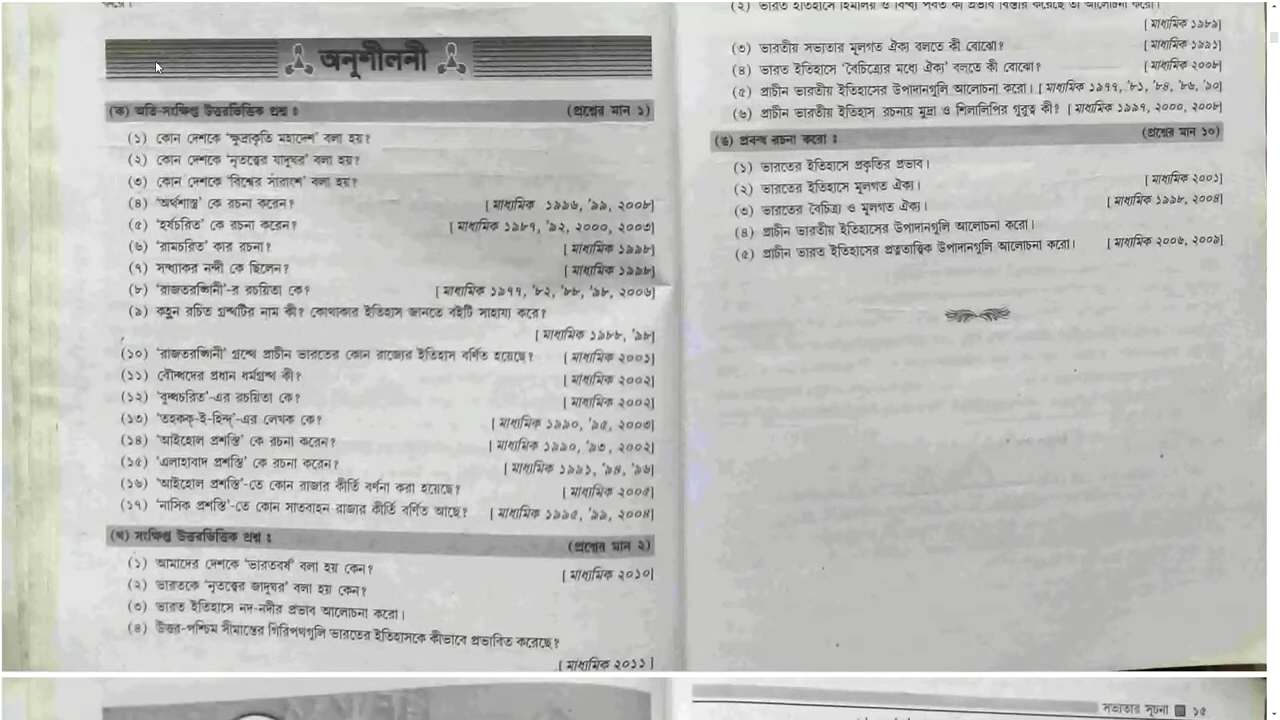 অনুশীলনী
(ক) অতি-সংক্ষিপ্ত উত্তরভিত্তিক প্রশ্ন : (প্রশ্নের মান ১)
(১) কোন দেশকে 'ক্ষুদ্রাকৃতি মহাদেশ' বলা হয়?
(২) কোন দেশকে 'নৃতত্ত্বের যাদুঘর' বলা হয়?
(৩) কোন দেশকে 'বিশ্বের সারাংশ' বলা হয়?
(৪) 'অর্থশাস্ত্র' কে রচনা করেন? [ মাধ্যমিক ১৯৯৬, '৯৯, ২০০৮]
(৫) 'হর্ষচরিত' কে রচনা করেন? [ মাধ্যমিক ১৯৮৭, '৯২, ২০০০, ২০০৩]
(৬) 'রামচরিত' কার রচনা? [ মাধ্যমিক ১৯৯৮]
(৭) সন্ধ্যাকর নন্দী কে ছিলেন? [ মাধ্যমিক ১৯৯৮]
(৮) 'রাজতরঙ্গিনী'-র রচয়িতা কে? [ মাধ্যমিক ১৯৭৭, '৮২, '৮৮, '৯৮, ২০০৬]
(৯) কহ্লন রচিত গ্রন্থটির নাম কী? কোথাকার ইতিহাস জানতে বইটি সাহায্য করে?
[ মাধ্যমিক ১৯৮৮, '৯৮]
(১০) 'রাজতরঙ্গিনী' গ্রন্থে প্রাচীন ভারতের কোন রাজ্যের ইতিহাস বর্ণিত হয়েছে? [ মাধ্যমিক ২০০১]
(১১) বৌদ্ধদের প্রধান ধর্মগ্রন্থ কী? [ মাধ্যমিক ২০০২]
(১২) 'বুদ্ধচরিত'-এর রচয়িতা কে? [ মাধ্যমিক ২০০২]
(১৩) 'তহকক্-ই-হিন্দ্'-এর লেখক কে? [ মাধ্যমিক ১৯৯০, '৯৫, ২০০৩]
(১৪) 'আইহোল প্রশস্তি' কে রচনা করেন? [ মাধ্যমিক ১৯৯০, '৯৩, ২০০২]
(১৫) 'এলাহাবাদ প্রশস্তি' কে রচনা করেন? [ মাধ্যমিক ১৯৯১, '৯৪, '৯৬]
(১৬) 'আইহোল প্রশস্তি'-তে কোন রাজার কীর্তি বর্ণনা করা হয়েছে? [ মাধ্যমিক ২০০৫]
(১৭) 'নাসিক প্রশস্তি'-তে কোন সাতবাহন রাজার কীর্তি বর্ণিত আছে? [ মাধ্যমিক ১৯৯৫, '৯৯, ২০০৪]
(খ) সংক্ষিপ্ত উত্তরভিত্তিক প্রশ্ন : (প্রশ্নের মান ২)
(১) আমাদের দেশকে 'ভারতবর্ষ' বলা হয় কেন? [ মাধ্যমিক ২০১০]
(২) ভারতকে 'নৃতত্ত্বের জাদুঘর' বলা হয় কেন?
(৩) ভারত ইতিহাসে নদ-নদীর প্রভাব আলোচনা করো।
(৪) উত্তর-পশ্চিম সীমান্তের গিরিপথগুলি ভারতের ইতিহাসকে কীভাবে প্রভাবিত করেছে?
[ মাধ্যমিক ২০১১ ]
(২) ভারত ইতিহাসে হিমালয় ও বিন্ধ্য পর্বত কী প্রভাব বিস্তার করেছে তা আলোচনা করো।
[ মাধ্যমিক ১৯৮৯]
(৩) ভারতীয় সভ্যতার মূলগত ঐক্য বলতে কী বোঝো? [ মাধ্যমিক ১৯৯১]
(৪) ভারত ইতিহাসে 'বৈচিত্র্যের মধ্যে ঐক্য' বলতে কী বোঝো? [ মাধ্যমিক ২০০৮]
(৫) প্রাচীন ভারতীয় ইতিহাসের উপাদানগুলি আলোচনা করো। [ মাধ্যমিক ১৯৭৭, '৮১, '৮৪, '৮৬, '৯০]
(৬) প্রাচীন ভারতীয় ইতিহাস রচনায় মুদ্রা ও শিলালিপির গুরুত্ব কী? [ মাধ্যমিক ১৯৯৭, ২০০০, ২০০৮]
(ঙ) প্রবন্ধ রচনা করো : (প্রশ্নের মান ১০)
(১) ভারতের ইতিহাসে প্রকৃতির প্রভাব।
(২) ভারতের ইতিহাসে মূলগত ঐক্য। [ মাধ্যমিক ২০০১]
(৩) ভারতের বৈচিত্র্য ও মূলগত ঐক্য। [ মাধ্যমিক ১৯৯৮, ২০০৪]
(৪) প্রাচীন ভারতীয় ইতিহাসের উপাদানগুলি আলোচনা করো।
(৫) প্রাচীন ভারত ইতিহাসের প্রত্নতাত্ত্বিক উপাদানগুলি আলোচনা করো। [ মাধ্যমিক ২০০৬, ২০০৯]
সভ্যতার সূচনা ১৫